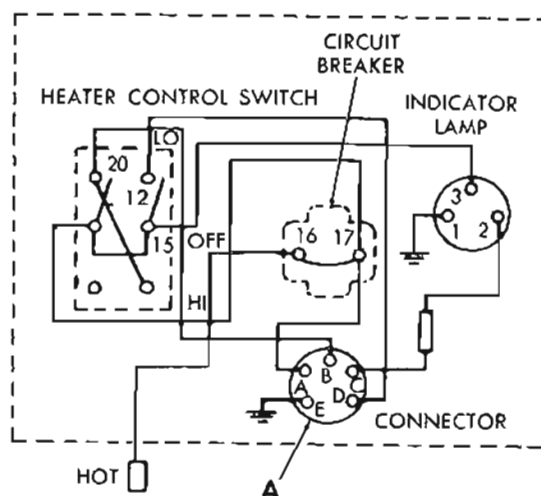 CIRCUIT
BREAKER
HEATER CONTROL SWITCH
INDICATOR
LAMP
LO
20
12
3
1
2
15
OFF
16
17
HI
A
B
C
D
E
CONNECTOR
HOT
A